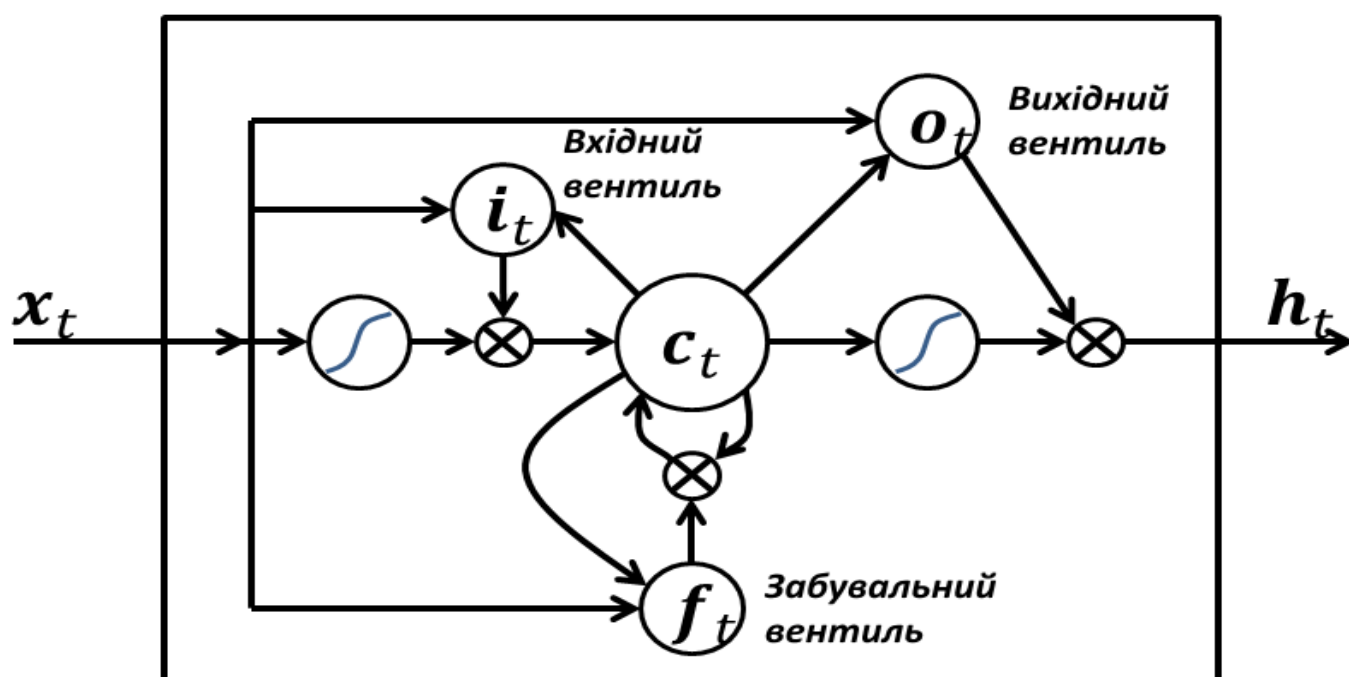 o_t
Вихідний
вентиль
Вхідний
вентиль
i_t
x_t
c_t
h_t
f_t
Забувальний
вентиль